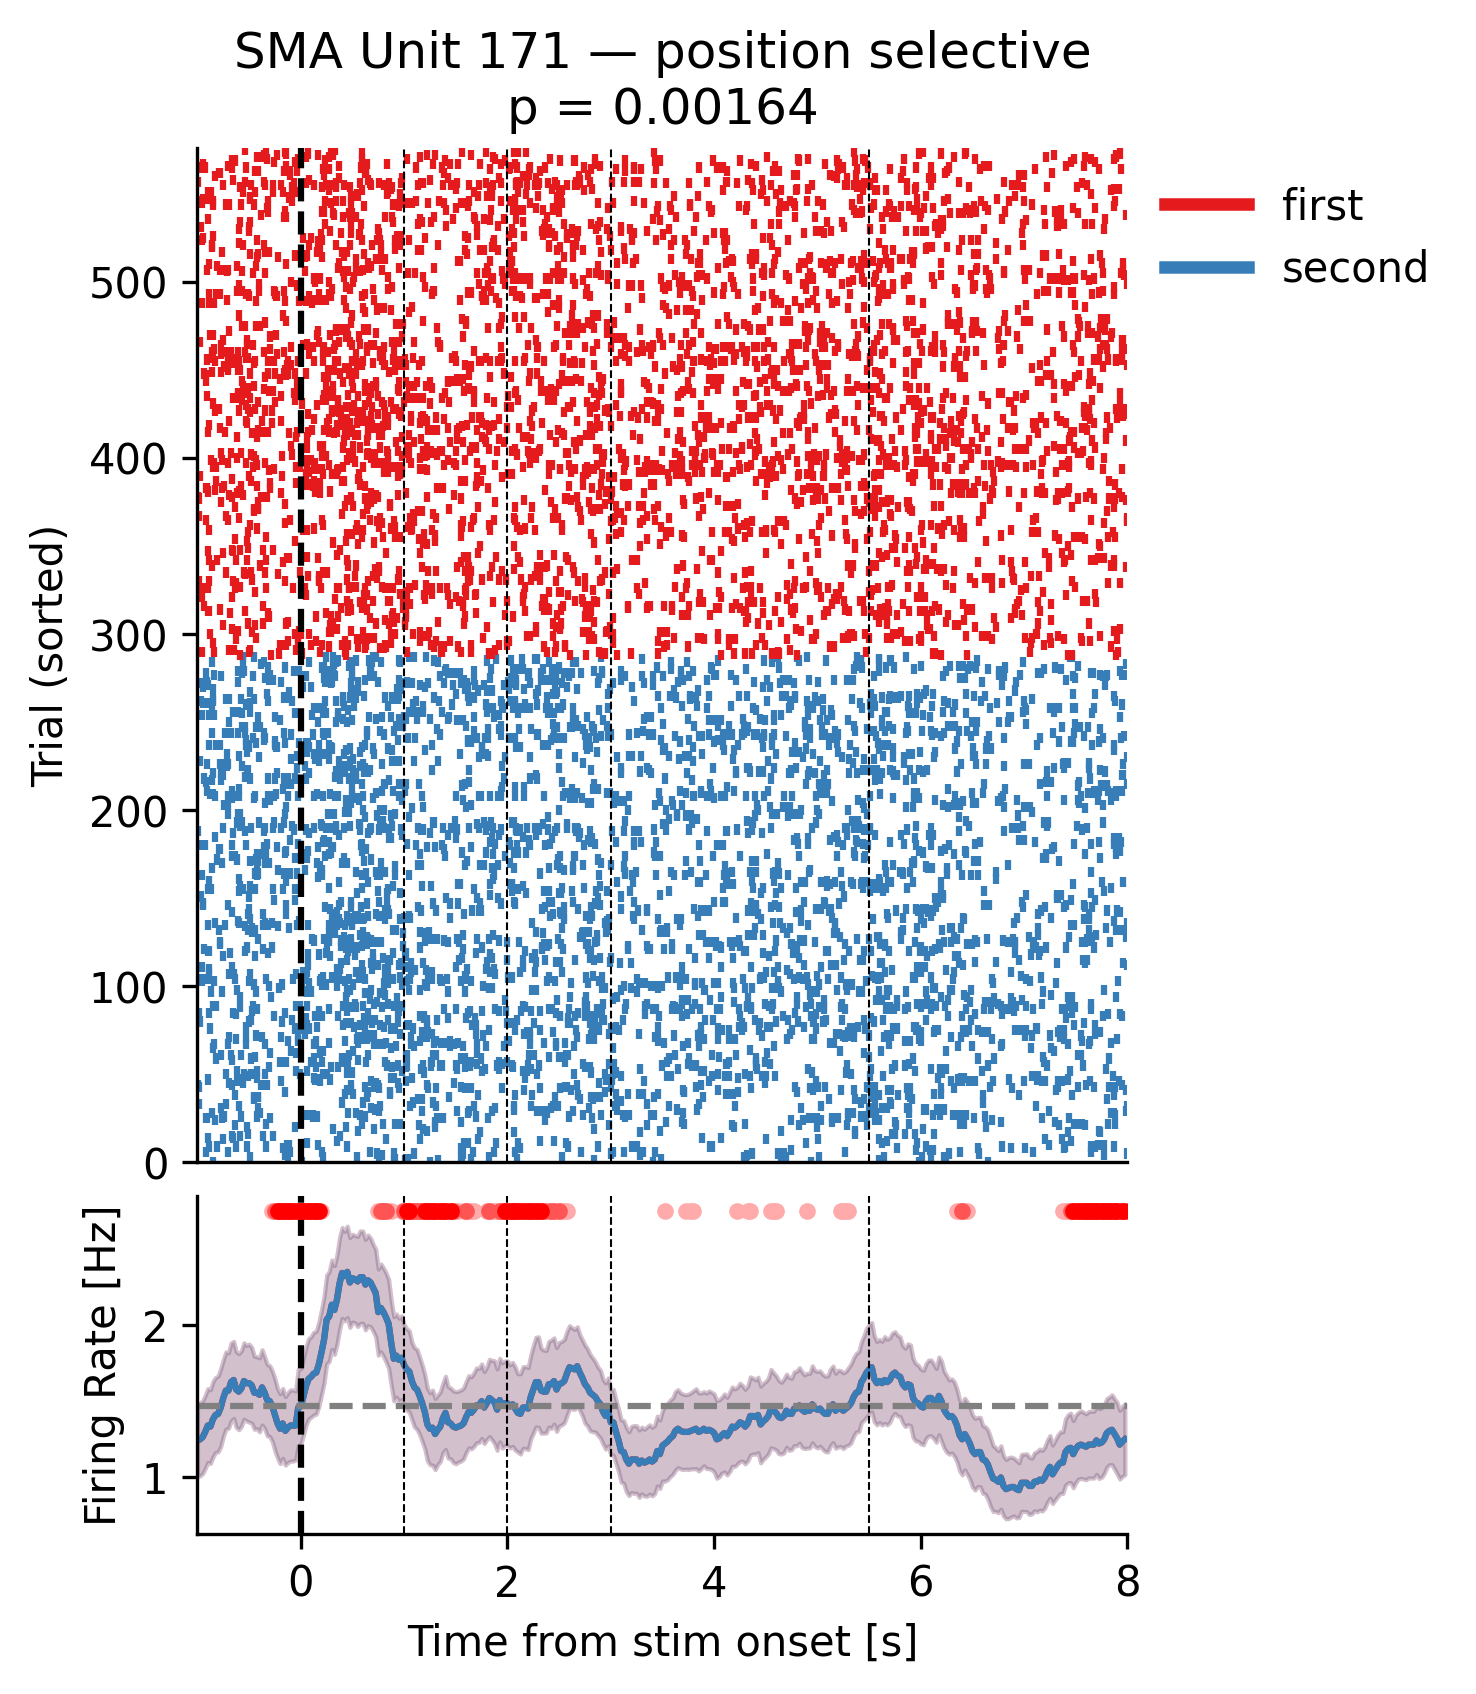 SMA Unit 171 — position selective
p = 0.00164
first
second
500
400
300
200
100
0
Trial (sorted)
2
1
Firing Rate [Hz]
0 2 4 6 8
Time from stim onset [s]